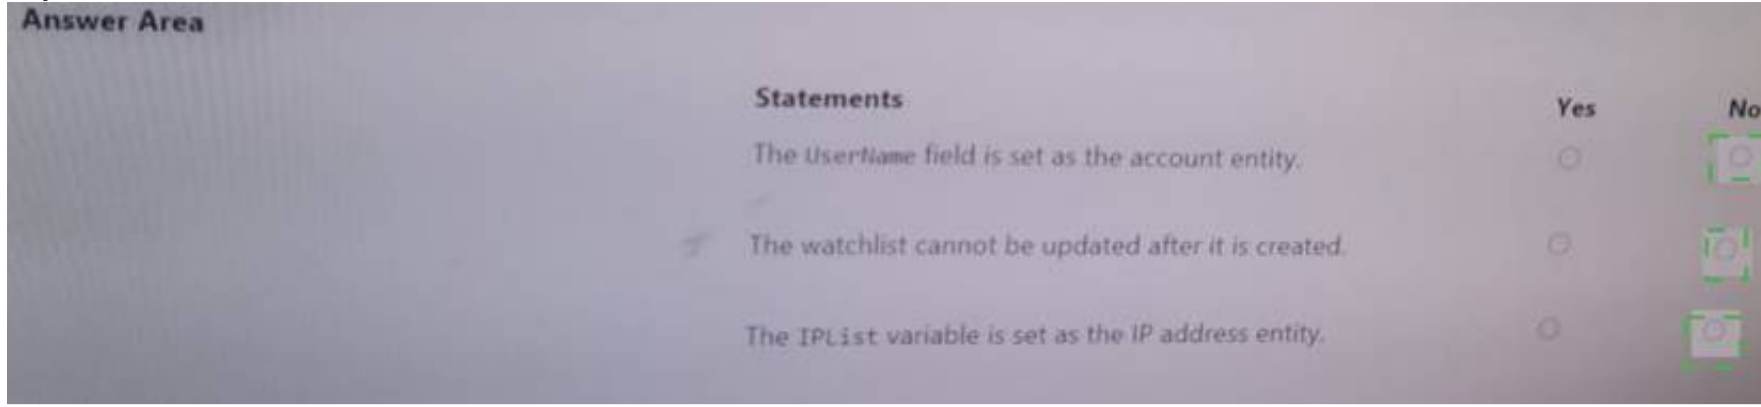 Answer Area
Statements
Yes
No
The UserName field is set as the account entity.
The watchlist cannot be updated after it is created.
The IPList variable is set as the IP address entity.